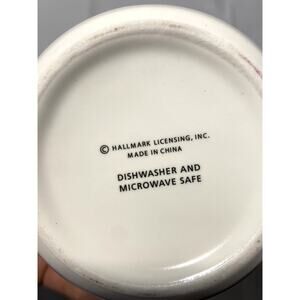 © HALLMARK LICENSING, INC.
MADE IN CHINA
DISHWASHER AND
MICROWAVE SAFE